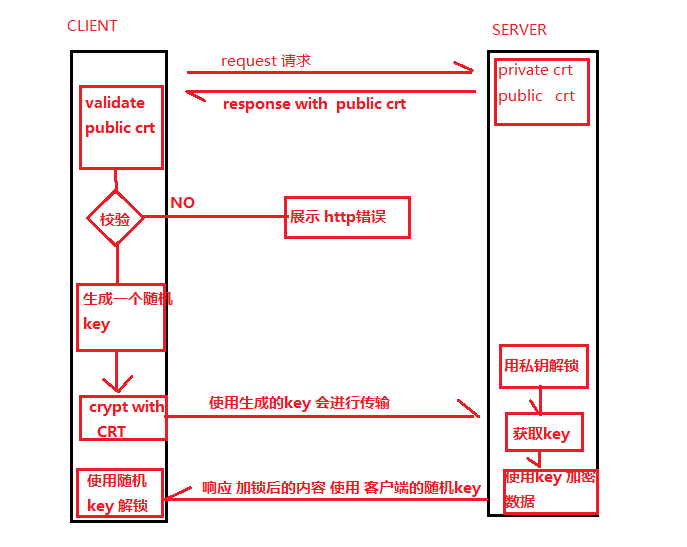 CLIENT
SERVER
request 请求
private crt
public crt
validate
public crt
response with public crt
校验
NO
展示 http错误
生成一个随机
key
用私钥解锁
crypt with
CRT
使用生成的key 会进行传输
获取key
使用随机
key 解锁
响应 加锁后的内容 使用 客户端的随机key
使用key 加密
数据